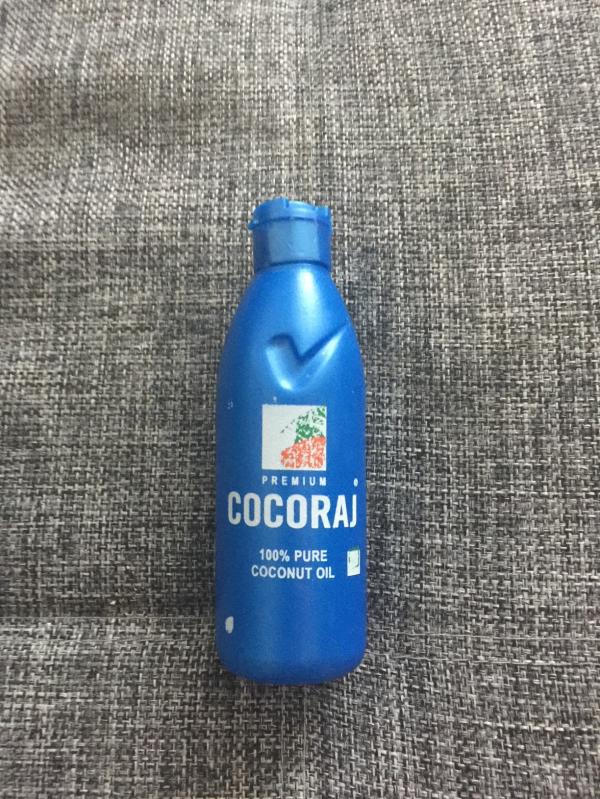 PREMIUM
COCORAJ
100% PURE
COCONUT OIL